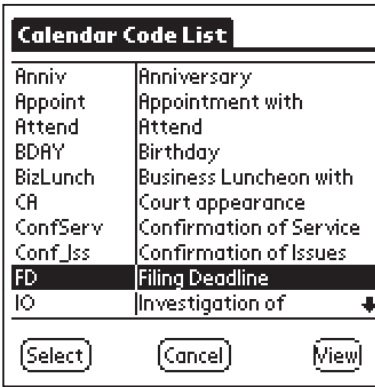 Calendar Code List
Anniv Anniversary
Appoint Appointment with
Attend Attend
BDAY Birthday
BizLunch Business Luncheon with
CA Court appearance
ConfServ Confirmation of Service
Conf_Iss Confirmation of Issues
FD Filing Deadline
IO Investigation of
Select Cancel View